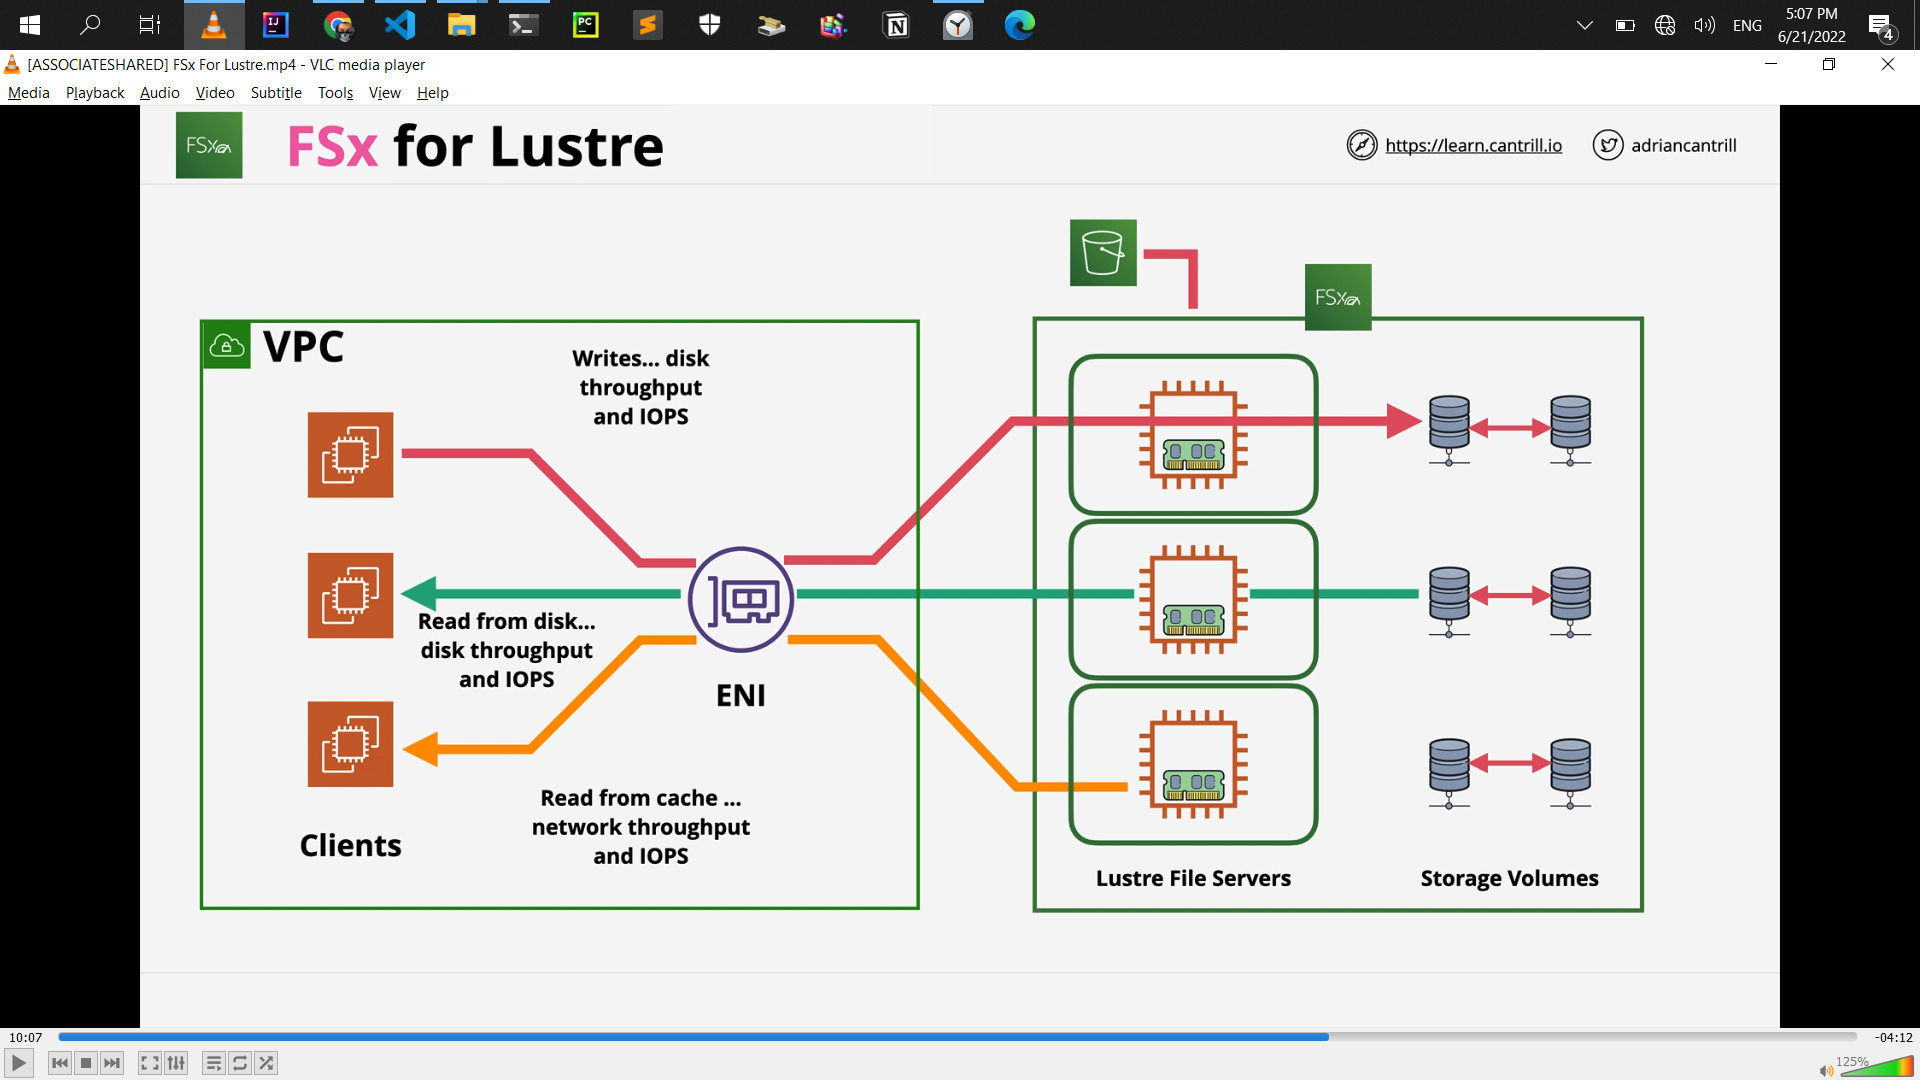 ENG
5:07 PM
6/21/2022
4
[ASSOCIATESHARED] FSx For Lustre.mp4 - VLC media player
Media Playback Audio Video Subtitle Tools View Help
FSx
FSx for Lustre
https://learn.cantrill.io
adriancantrill
FSx
VPC
Writes... disk
throughput
and IOPS
Read from disk...
disk throughput
and IOPS
ENI
Read from cache ...
network throughput
and IOPS
Clients
Lustre File Servers
Storage Volumes
10:07
-04:12
125%